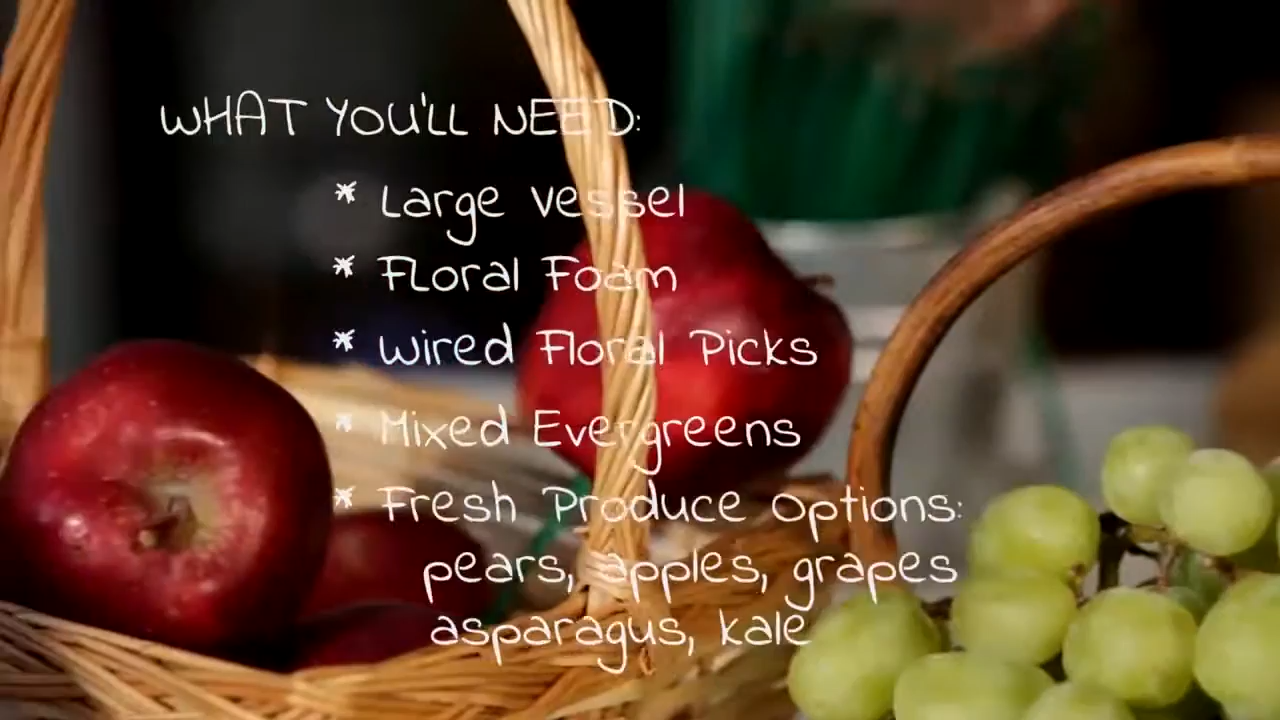 WHAT YOU'LL NEED:
* Large Vessel
* Floral Foam
* Wired Floral Picks
* Mixed Evergreens
* Fresh Produce Options:
pears, apples, grapes
asparagus, kale